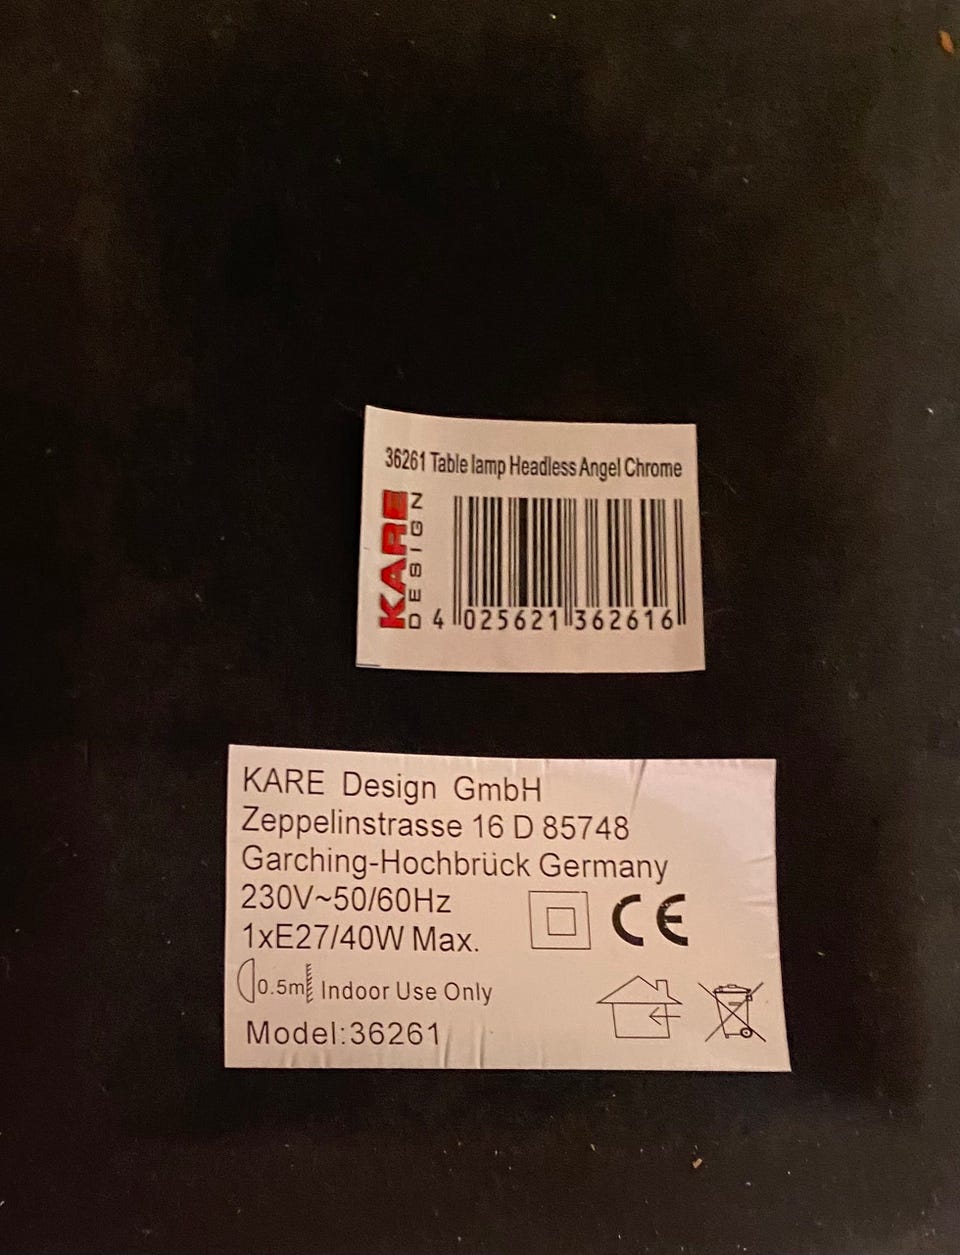 36261 Table lamp Headless Angel Chrome
KARE
DESIGN
4 025621 362616
KARE Design GmbH
Zeppelinstrasse 16 D 85748
Garching-Hochbrück Germany
230V~50/60Hz
1xE27/40W Max.
CE
0.5m Indoor Use Only
Model:36261